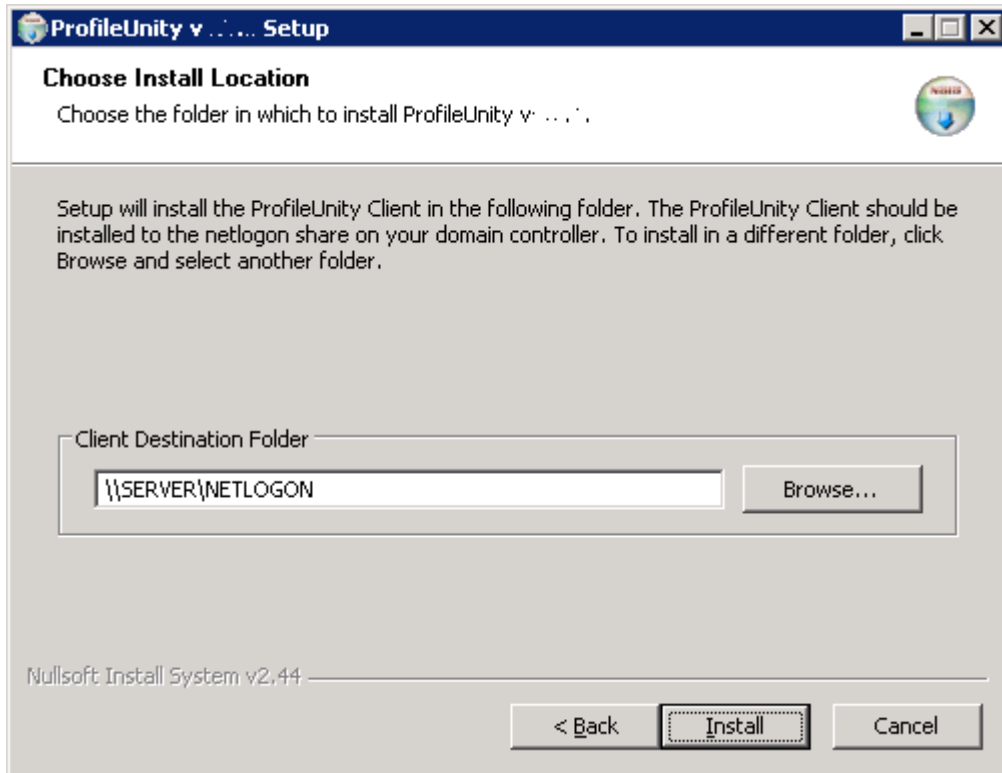 ProfileUnity v Setup
Choose Install Location
Choose the folder in which to install ProfileUnity v
Setup will install the ProfileUnity Client in the following folder. The ProfileUnity Client should be
installed to the netlogon share on your domain controller. To install in a different folder, click
Browse and select another folder.
Client Destination Folder
\\SERVER\NETLOGON
Browse...
Nullsoft Install System v2.44
< Back
Install
Cancel